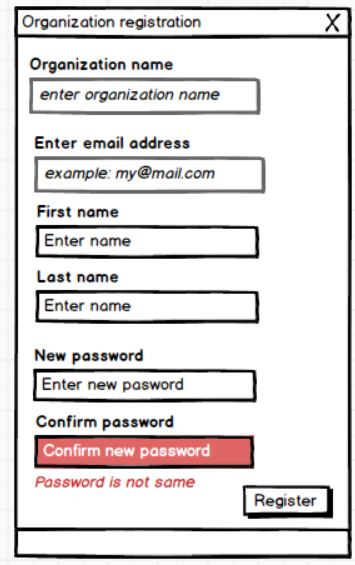 Organization registration X
Organization name
enter organization name
Enter email address
example: my@mail.com
First name
Enter name
Last name
Enter name
New password
Enter new pasword
Confirm password
Confirm new password
Password is not same
Register